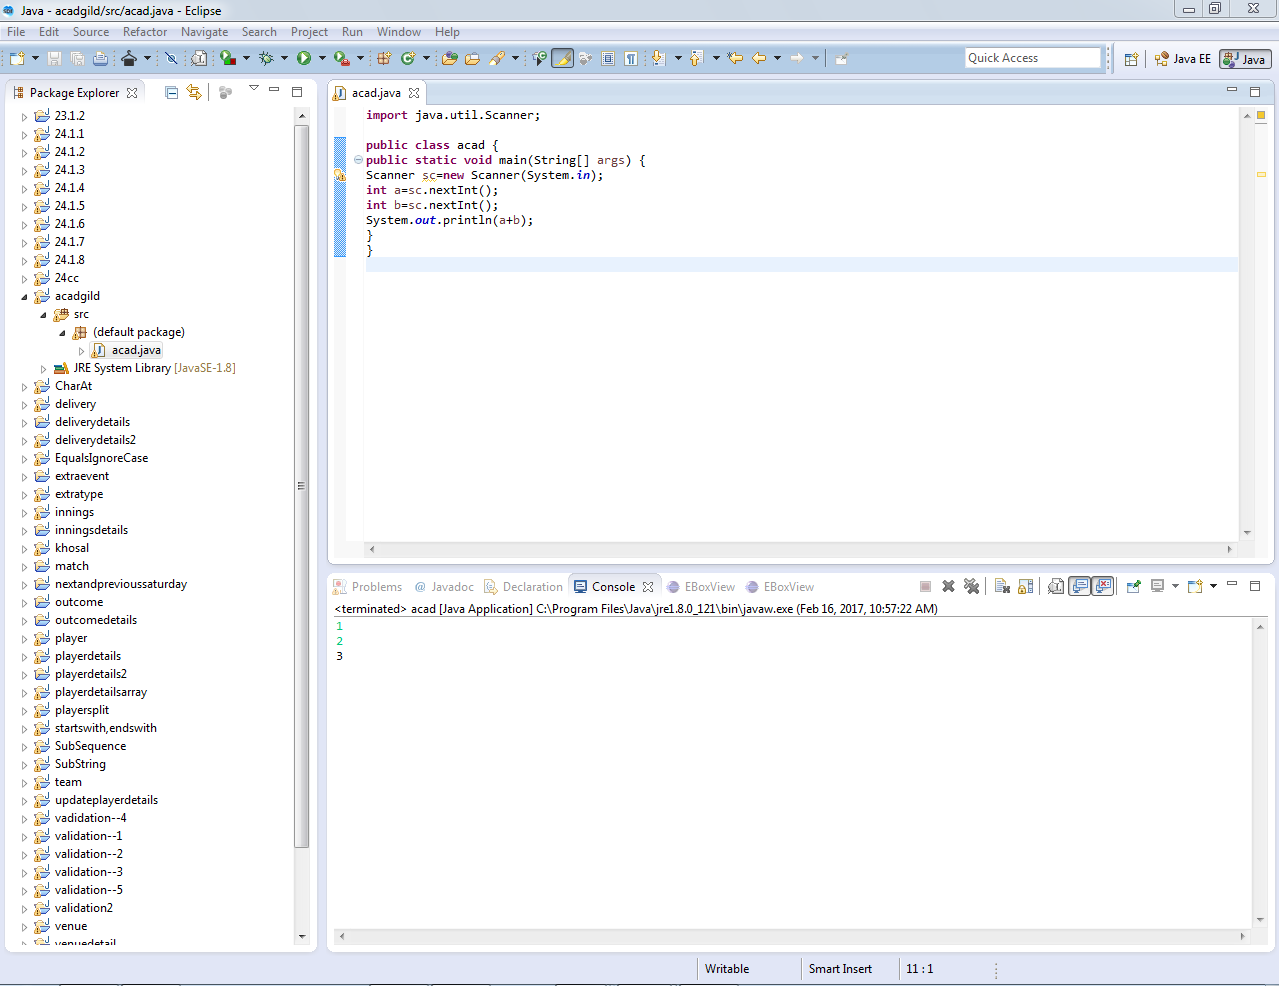 Java - acadgild/src/acad.java - Eclipse
File Edit Source Refactor Navigate Search Project Run Window Help
Quick Access
Java EE
Java
Package Explorer
23.1.2
24.1.1
24.1.2
24.1.3
24.1.4
24.1.5
24.1.6
24.1.7
24.1.8
24cc
acadgild
src
(default package)
acad.java
JRE System Library [JavaSE-1.8]
CharAt
delivery
deliverydetails
deliverydetails2
EqualsIgnoreCase
extraevent
extratype
innings
inningsdetails
khosal
match
nextandprevioussaturday
outcome
outcomedetails
player
playerdetails
playerdetails2
playerdetailsarray
playersplit
startswith,endswith
SubSequence
SubString
team
updateplayerdetails
vadidation--4
validation--1
validation--2
validation--3
validation--5
validation2
venue
venuedetail
acad.java
import java.util.Scanner;
public class acad {
public static void main(String[] args) {
Scanner sc=new Scanner(System.in);
int a=sc.nextInt();
int b=sc.nextInt();
System.out.println(a+b);
}
}
Problems @ Javadoc Declaration Console EBoxView EBoxView
<terminated> acad [Java Application] C:\Program Files\Java\jre1.8.0_121\bin\javaw.exe (Feb 16, 2017, 10:57:22 AM)
1
2
3
Writable Smart Insert 11 : 1